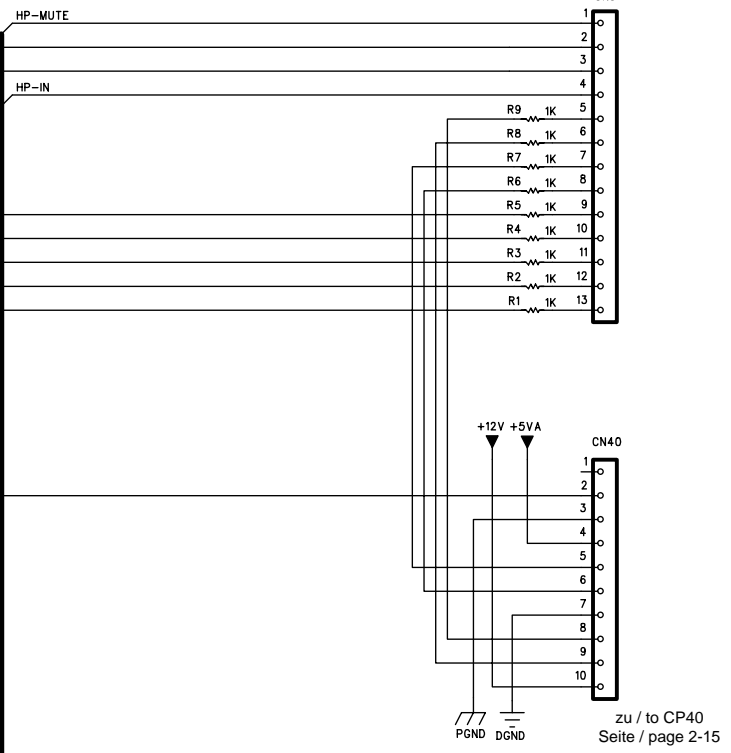 HP-MUTE
1
2
3
HP-IN
4
R9 1K 5
R8 1K 6
R7 1K 7
R6 1K 8
R5 1K 9
R4 1K 10
R3 1K 11
R2 1K 12
R1 1K 13
+12V +5VA
CN40
1
2
3
4
5
6
7
8
9
10
PGND DGND
zu / to CP40
Seite / page 2-15